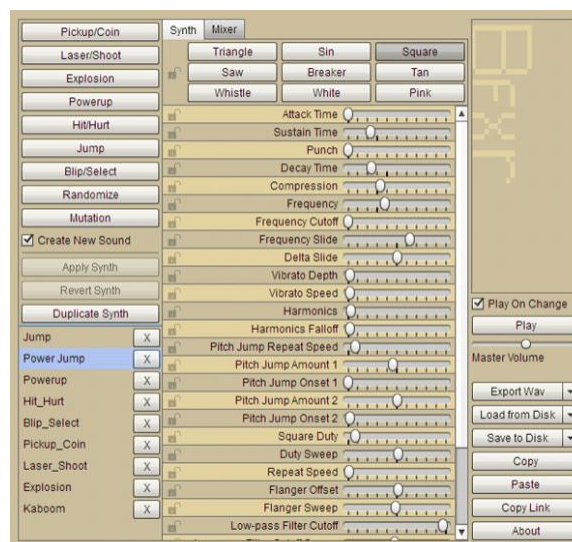 Pickup/Coin
Laser/Shoot
Explosion
Powerup
Hit/Hurt
Jump
Blip/Select
Randomize
Mutation
Create New Sound
Apply Synth
Revert Synth
Duplicate Synth
Jump X
Power Jump X
Powerup X
Hit_Hurt X
Blip_Select X
Pickup_Coin X
Laser_Shoot X
Explosion X
Kaboom X
Synth Mixer
Triangle Sin Square
Saw Breaker Tan
Whistle White Pink
Attack Time
Sustain Time
Punch
Decay Time
Compression
Frequency
Frequency Cutoff
Frequency Slide
Delta Slide
Vibrato Depth
Vibrato Speed
Harmonics
Harmonics Falloff
Pitch Jump Repeat Speed
Pitch Jump Amount 1
Pitch Jump Onset 1
Pitch Jump Amount 2
Pitch Jump Onset 2
Square Duty
Duty Sweep
Repeat Speed
Flanger Offset
Flanger Sweep
Low-pass Filter Cutoff
Bfxr
Play On Change
Play
Master Volume
Export Wav
Load from Disk
Save to Disk
Copy
Paste
Copy Link
About